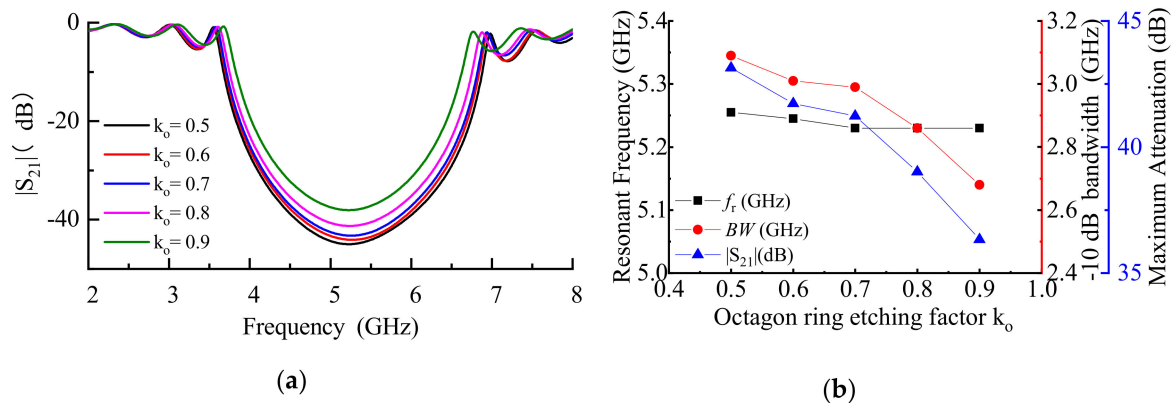 0
-20
-40
|S21|( dB)
ko= 0.5
ko= 0.6
ko= 0.7
ko= 0.8
ko= 0.9
2 3 4 5 6 7 8
Frequency (GHz)
(a)
5.4
5.3
5.2
5.1
5.0
Resonant Frequency (GHz)
fr (GHz)
BW (GHz)
|S21|(dB)
0.4 0.5 0.6 0.7 0.8 0.9 1.0
Octagon ring etching factor ko
3.2
3.0
2.8
2.6
2.4
-10 dB bandwidth (GHz)
45
40
35
Maximum Attenuation (dB)
(b)